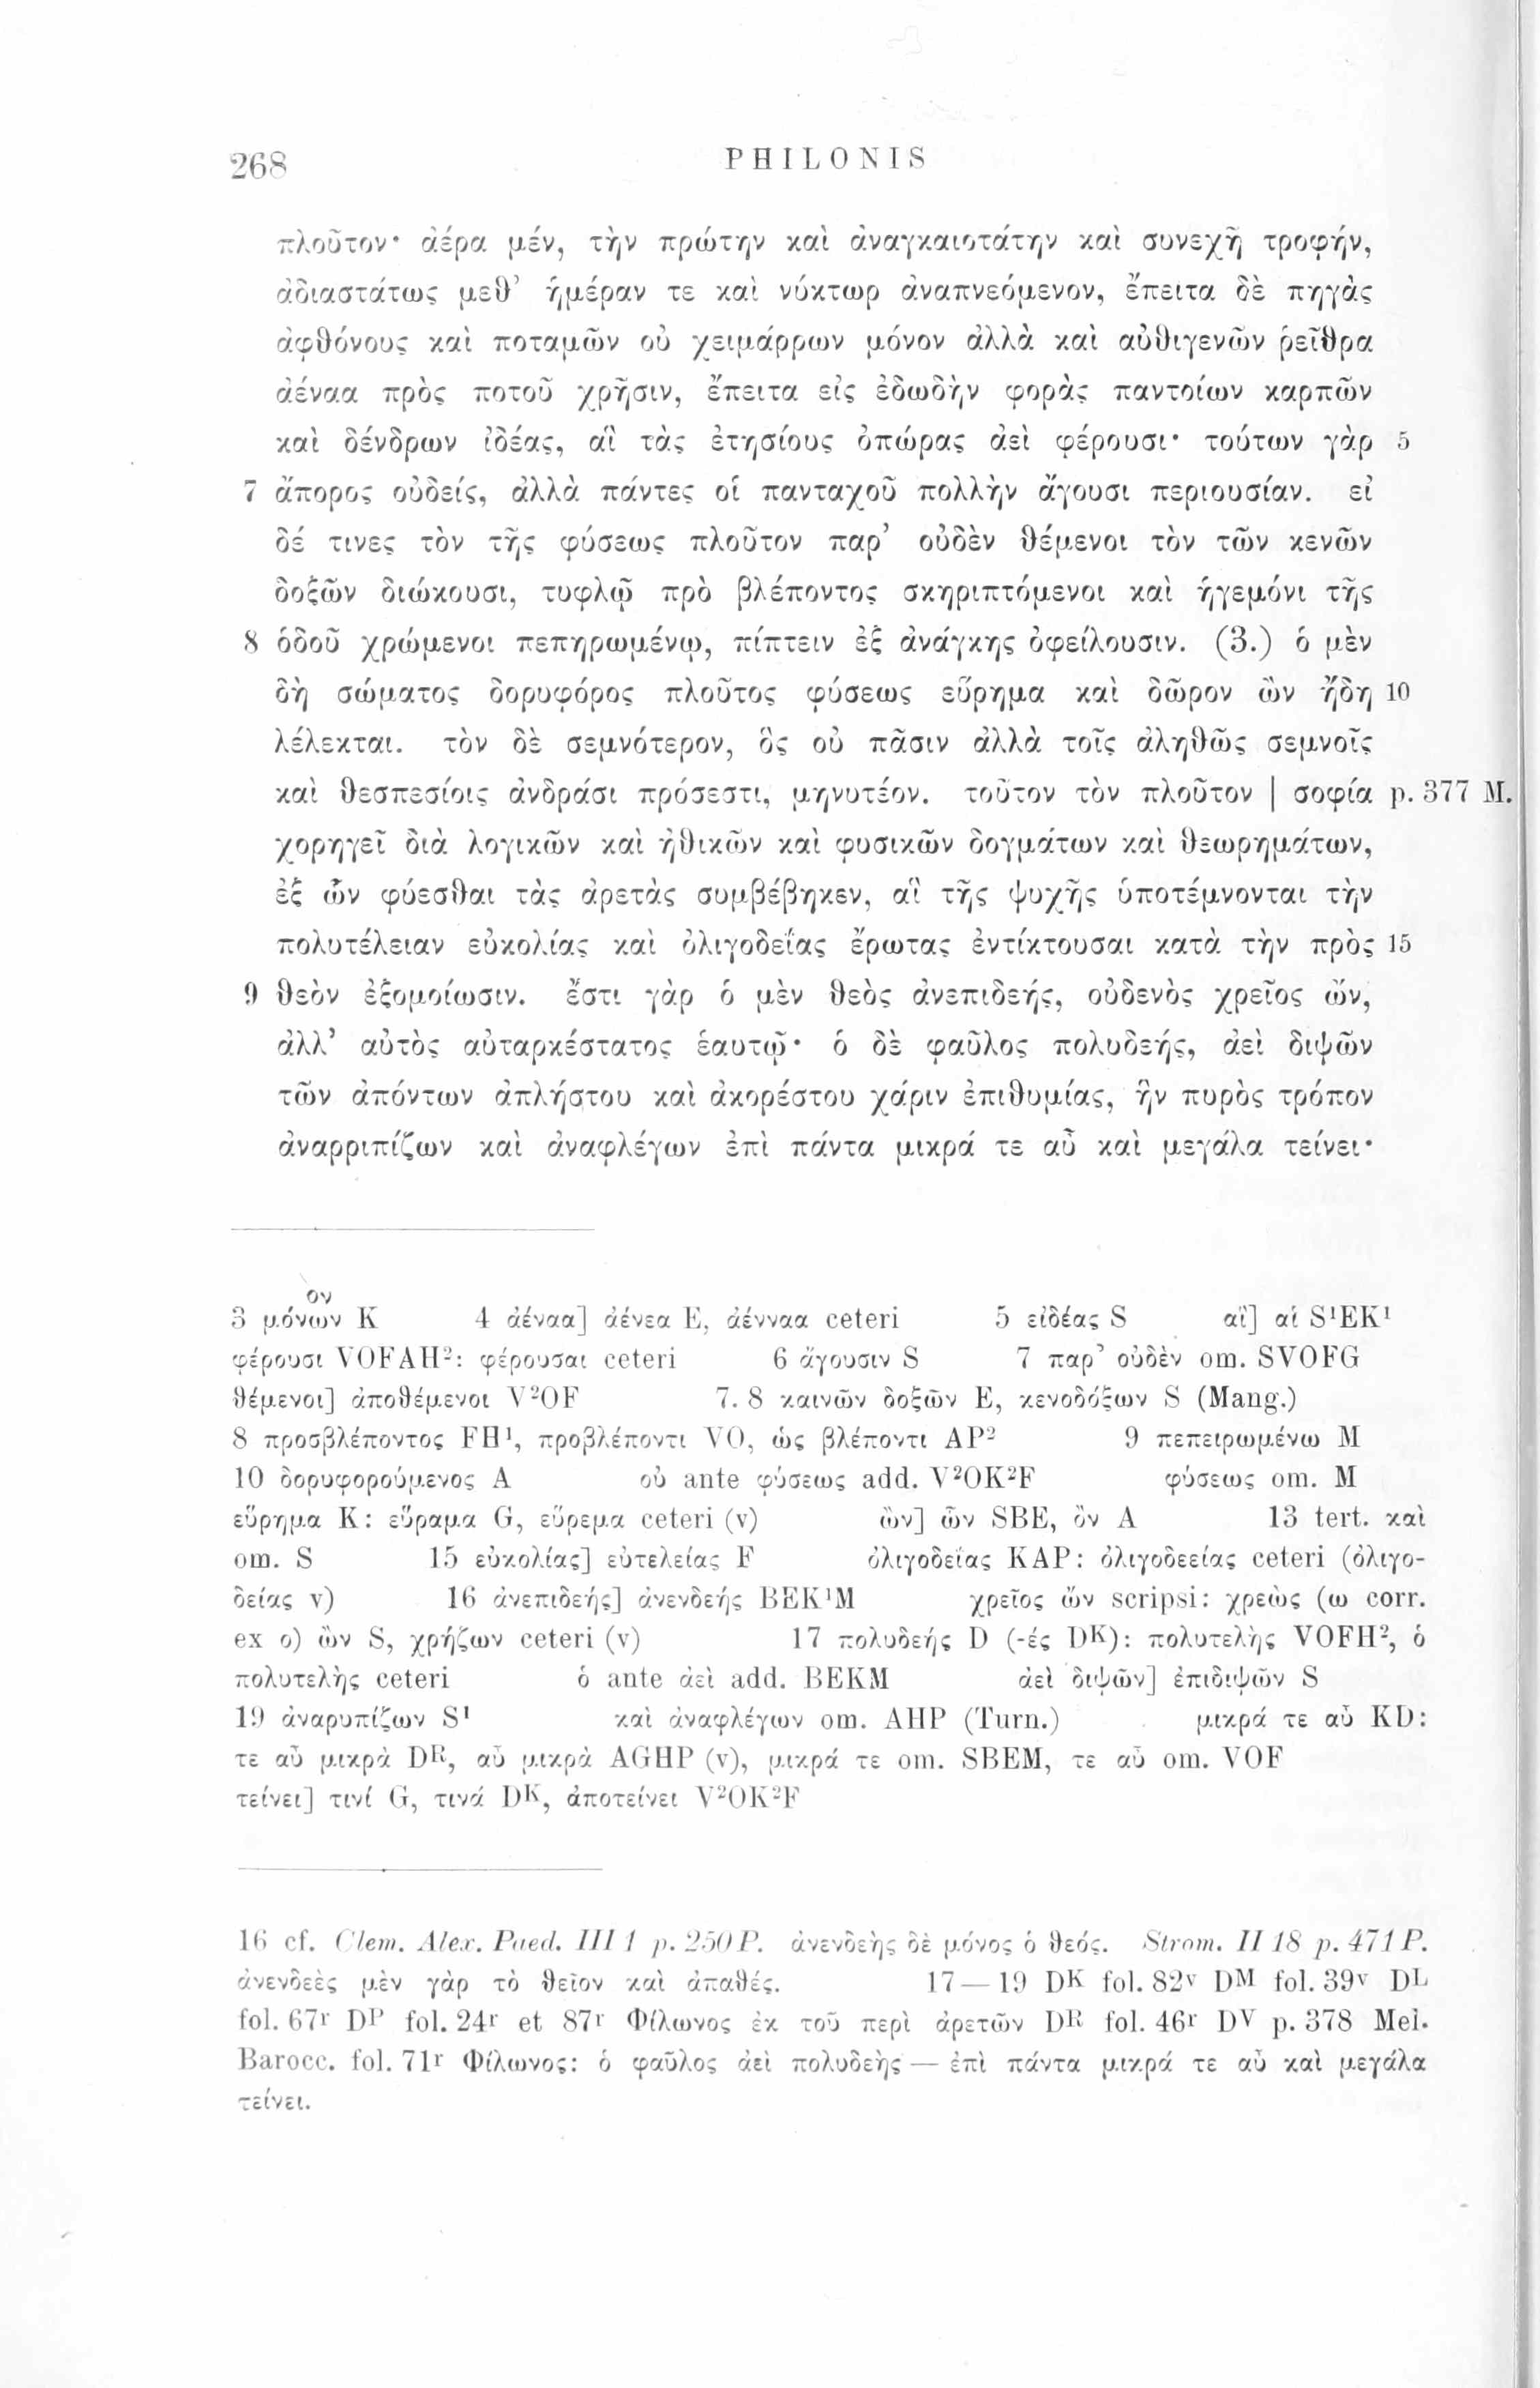 268
PHILONIS
πλοῦτον· ἀέρα μέν, τὴν πρώτην καὶ ἀναγκαιοτάτην καὶ συνεχῆ τροφήν,
ἀδιαστάτως μεθ’ ἡμέραν τε καὶ νύκτωρ ἀναπνεόμενον, ἔπειτα δὲ πηγὰς
ἀφθόνους καὶ ποταμῶν οὐ χειμάρρων μόνον ἀλλὰ καὶ αὐθιγενῶν ῥεῖθρα
ἀέναα πρὸς ποτοῦ χρῆσιν, ἔπειτα εἰς ἐδωδὴν φορὰς παντοίων καρπῶν
καὶ δένδρων ἰδέας, αἳ τὰς ἐτησίους ὀπώρας ἀεὶ φέρουσι· τούτων γὰρ 5
7 ἄπορος οὐδείς, ἀλλὰ πάντες οἱ πανταχοῦ πολλὴν ἄγουσι περιουσίαν. εἰ
δέ τινες τὸν τῆς φύσεως πλοῦτον παρ’ οὐδὲν θέμενοι τὸν τῶν κενῶν
δοξῶν διώκουσι, τυφλῷ πρὸ βλέποντος σκηριπτόμενοι καὶ ἡγεμόνι τῆς
8 ὁδοῦ χρώμενοι πεπηρωμένῳ, πίπτειν ἐξ ἀνάγκης ὀφείλουσιν. (3.) ὁ μὲν
δὴ σώματος δορυφόρος πλοῦτος φύσεως εὕρημα καὶ δῶρον ὢν ἤδη 10
λέλεκται. τὸν δὲ σεμνότερον, ὃς οὐ πᾶσιν ἀλλὰ τοῖς ἀληθῶς σεμνοῖς
καὶ θεσπεσίοις ἀνδράσι πρόσεστι, μηνυτέον. τοῦτον τὸν πλοῦτον | σοφία p. 377 M.
χορηγεῖ διὰ λογικῶν καὶ ἠθικῶν καὶ φυσικῶν δογμάτων καὶ θεωρημάτων,
ἐξ ὧν φύεσθαι τὰς ἀρετὰς συμβέβηκεν, αἳ τῆς ψυχῆς ὑποτέμνονται τὴν
πολυτέλειαν εὐκολίας καὶ ὀλιγοδεΐας ἔρωτας ἐντίκτουσαι κατὰ τὴν πρὸς 15
9 θεὸν ἐξομοίωσιν. ἔστι γὰρ ὁ μὲν θεὸς ἀνεπιδεής, οὐδενὸς χρεῖος ὤν,
ἀλλ’ αὐτὸς αὐταρκέστατος ἑαυτῷ· ὁ δὲ φαῦλος πολυδεής, ἀεὶ διψῶν
τῶν ἀπόντων ἀπλήστου καὶ ἀκορέστου χάριν ἐπιθυμίας, ἣν πυρὸς τρόπον
ἀναρριπίζων καὶ ἀναφλέγων ἐπὶ πάντα μικρά τε αὖ καὶ μεγάλα τείνει·
ον
3 μόνων K 4 ἀέναα] ἀένεα E, ἀένναα ceteri 5 εἰδέας S αἳ] αἱ S¹EK¹
φέρουσι VOFAH²: φέρουσαι ceteri 6 ἄγουσιν S 7 παρ’ οὐδὲν om. SVOFG
θέμενοι] ἀποθέμενοι V²OF 7. 8 καινῶν δοξῶν E, κενοδόξων S (Mang.)
8 προσβλέποντος FH¹, προβλέποντι VO, ὡς βλέποντι AP² 9 πεπειρωμένω M
10 δορυφορούμενος A οὐ ante φύσεως add. V²OK²F φύσεως om. M
εὕρημα K: εὕραμα G, εὕρεμα ceteri (v) ὢν] ὧν SBE, ὃν A 13 tert. καὶ
om. S 15 εὐκολίας] εὐτελείας F ὀλιγοδεΐας KAP: ὀλιγοδεείας ceteri (ὀλιγο-
δείας v) 16 ἀνεπιδεής] ἀνενδεής BEK¹M χρεῖος ὤν scripsi: χρεὼς (ω corr.
ex ο) ὢν S, χρήζων ceteri (v) 17 πολυδεής D (-ές Dᴷ): πολυτελὴς VOFH², ὁ
πολυτελὴς ceteri ὁ ante ἀεὶ add. BEKM ἀεὶ διψῶν] ἐπιδιψῶν S
19 ἀναρυπίζων S¹ καὶ ἀναφλέγων om. AHP (Turn.) μικρά τε αὖ KD:
τε αὖ μικρὰ Dᴿ, αὖ μικρὰ AGHP (v), μικρά τε om. SBEM, τε αὖ om. VOF
τείνει] τινί G, τινά Dᴷ, ἀποτείνει V²OK²F
16 cf. Clem. Alex. Paed. III 1 p. 250 P. ἀνενδεὴς δὲ μόνος ὁ θεός. Strom. II 18 p. 471 P.
ἀνενδεὲς μὲν γὰρ τὸ θεῖον καὶ ἀπαθές. 17—19 Dᴷ fol. 82ᵛ Dᴹ fol. 39ᵛ Dᴸ
fol. 67ʳ Dᴾ fol. 24ʳ et 87ʳ Φίλωνος ἐκ τοῦ περὶ ἀρετῶν Dᴿ fol. 46ʳ Dⱽ p. 378 Mel.
Barocc. fol. 71r Φίλωνος: ὁ φαῦλος ἀεὶ πολυδεὴς — ἐπὶ πάντα μικρά τε αὖ καὶ μεγάλα
τείνει.